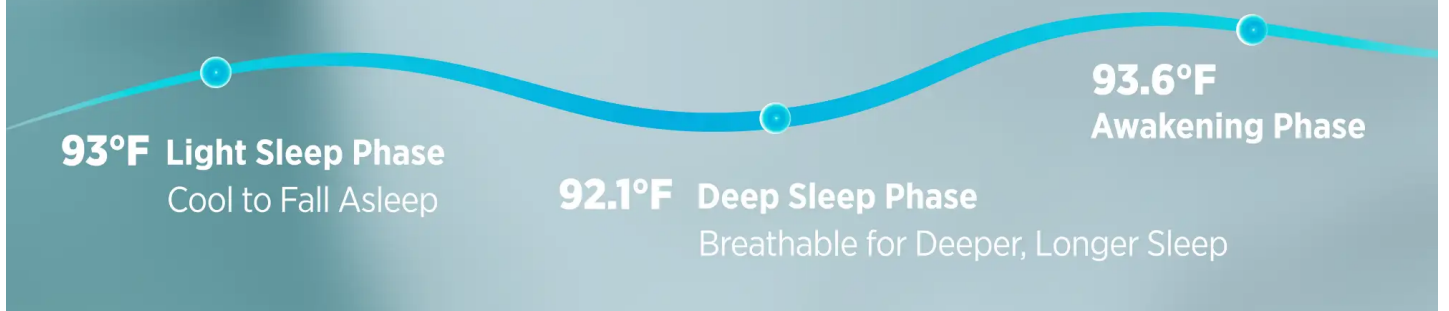 93°F Light Sleep Phase
Cool to Fall Asleep
92.1°F Deep Sleep Phase
Breathable for Deeper, Longer Sleep
93.6°F
Awakening Phase